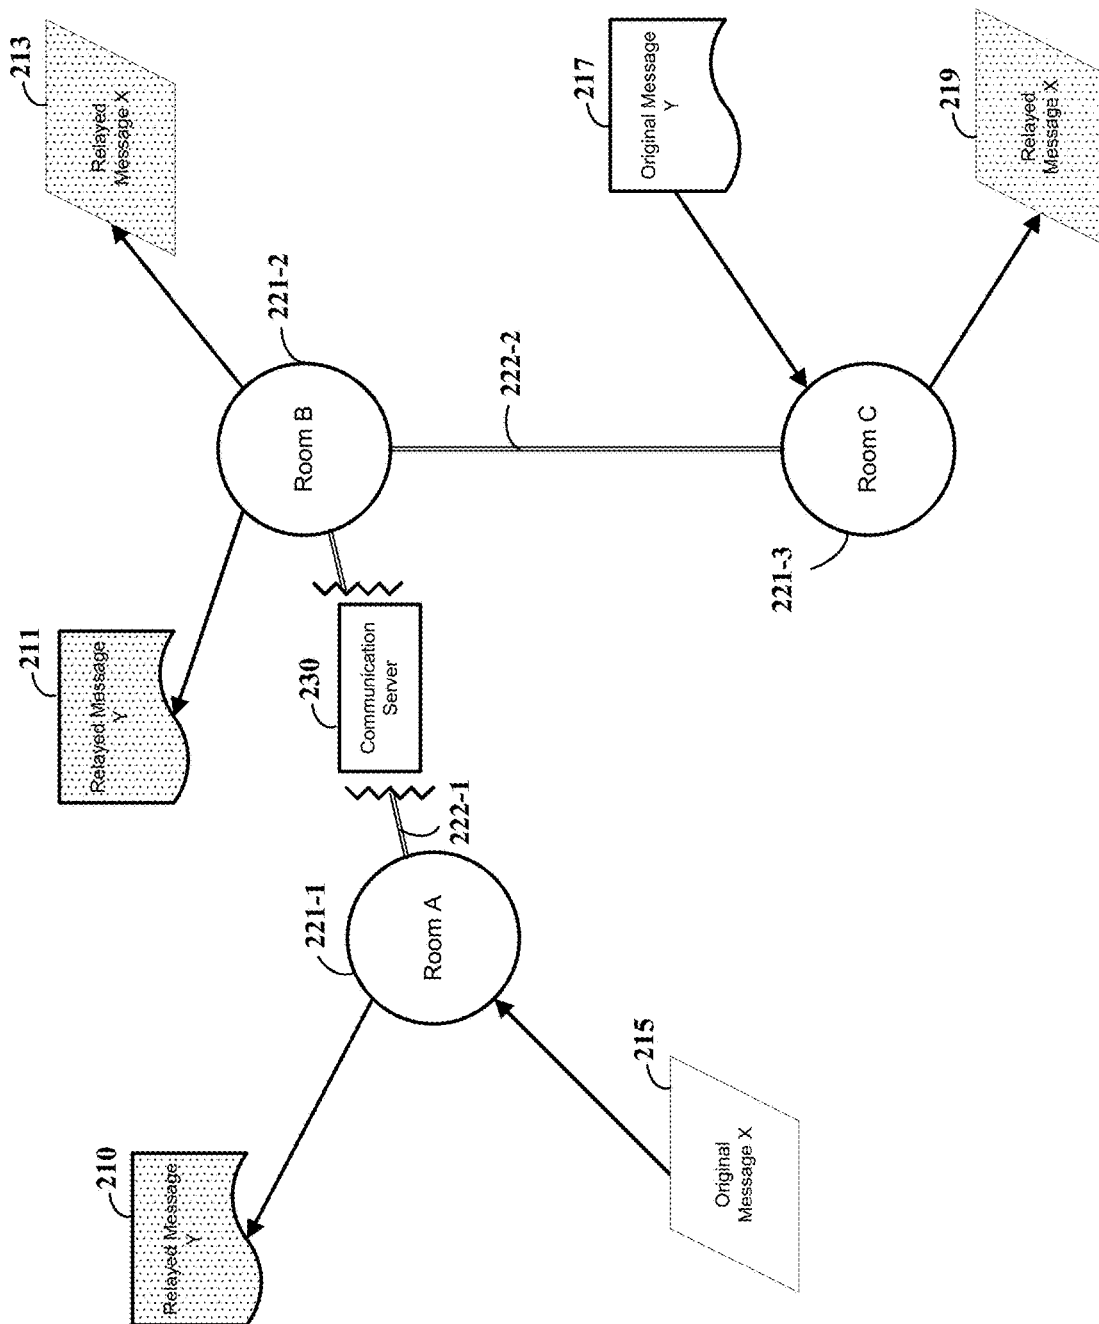 210
Relayed Message
Y
211
Relayed Message
Y
213
Relayed
Message X
221-1
Room A
222-1
230
Communication
Server
221-2
Room B
222-2
215
Original
Message X
217
Original Message
Y
221-3
Room C
219
Relayed
Message X